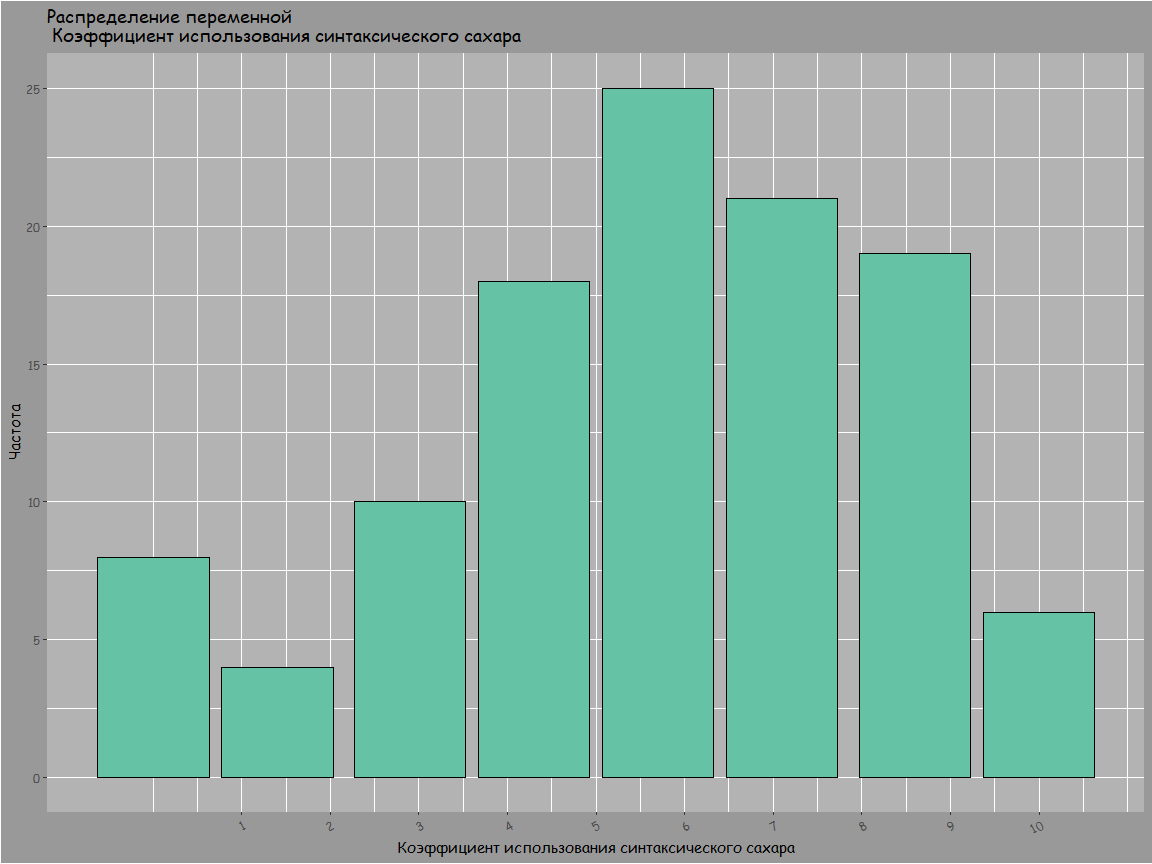 Распределение переменной
Коэффициент использования синтаксического сахара
25
20
15
10
5
0
Частота
1 2 3 4 5 6 7 8 9 10
Коэффициент использования синтаксического сахара